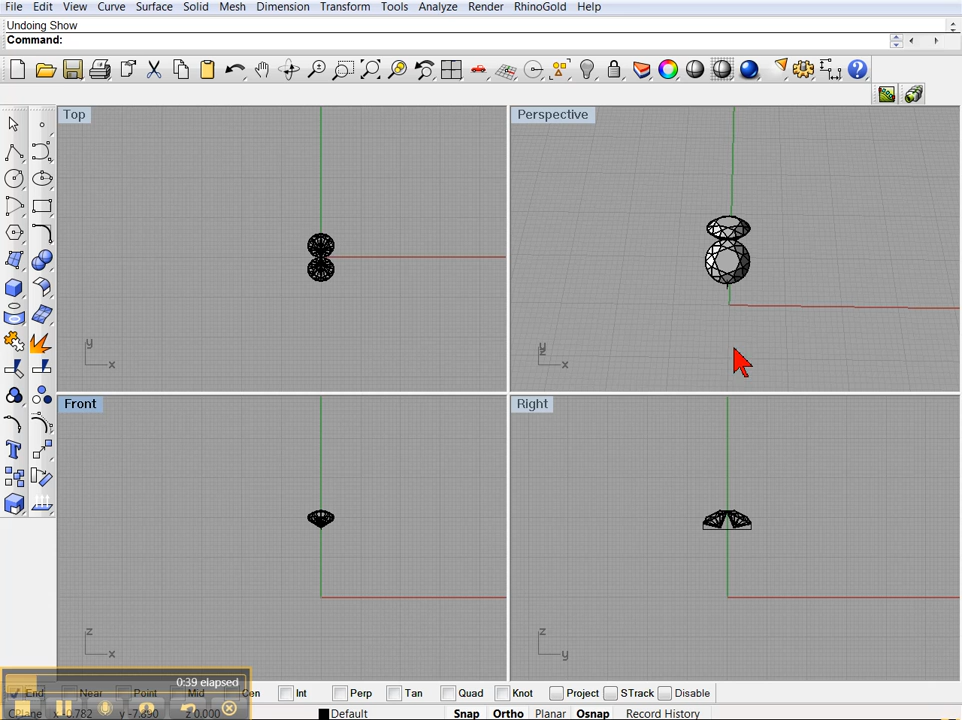 File Edit View Curve Surface Solid Mesh Dimension Transform Tools Analyze Render RhinoGold Help
Undoing Show
Command:
Top
Perspective
y
x
x
Front
Right
z
x
z
y
0:39 elapsed
End Near Point Mid Cen Int Perp Tan Quad Knot Project STrack Disable
CPlane x -0.782 y -7.890 z 0.000 Default Snap Ortho Planar Osnap Record History